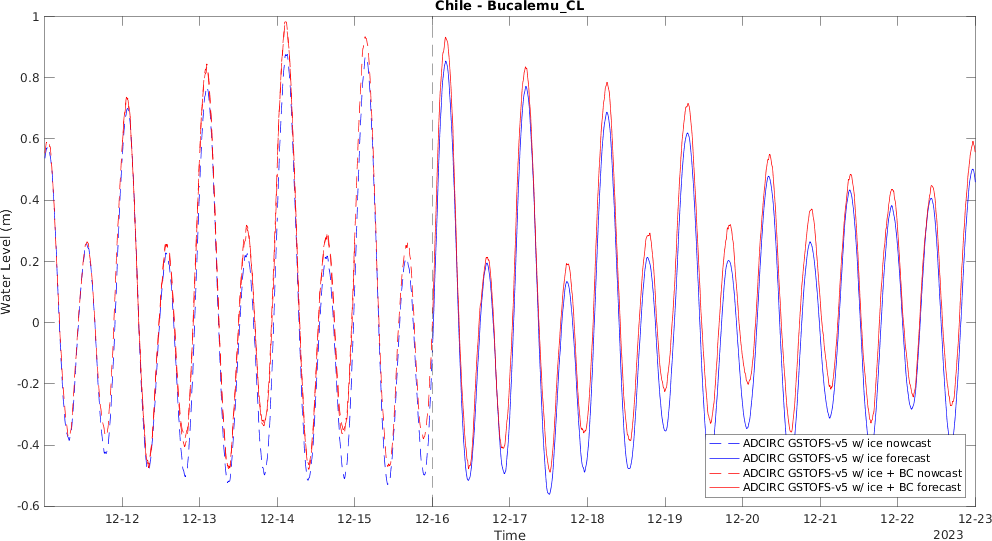 Chile - Bucalemu_CL
1
0.8
0.6
0.4
0.2
0
-0.2
-0.4
-0.6
Water Level (m)
ADCIRC GSTOFS-v5 w/ ice nowcast
ADCIRC GSTOFS-v5 w/ ice forecast
ADCIRC GSTOFS-v5 w/ ice + BC nowcast
ADCIRC GSTOFS-v5 w/ ice + BC forecast
12-12 12-13 12-14 12-15 12-16 12-17 12-18 12-19 12-20 12-21 12-22 12-23
Time
2023